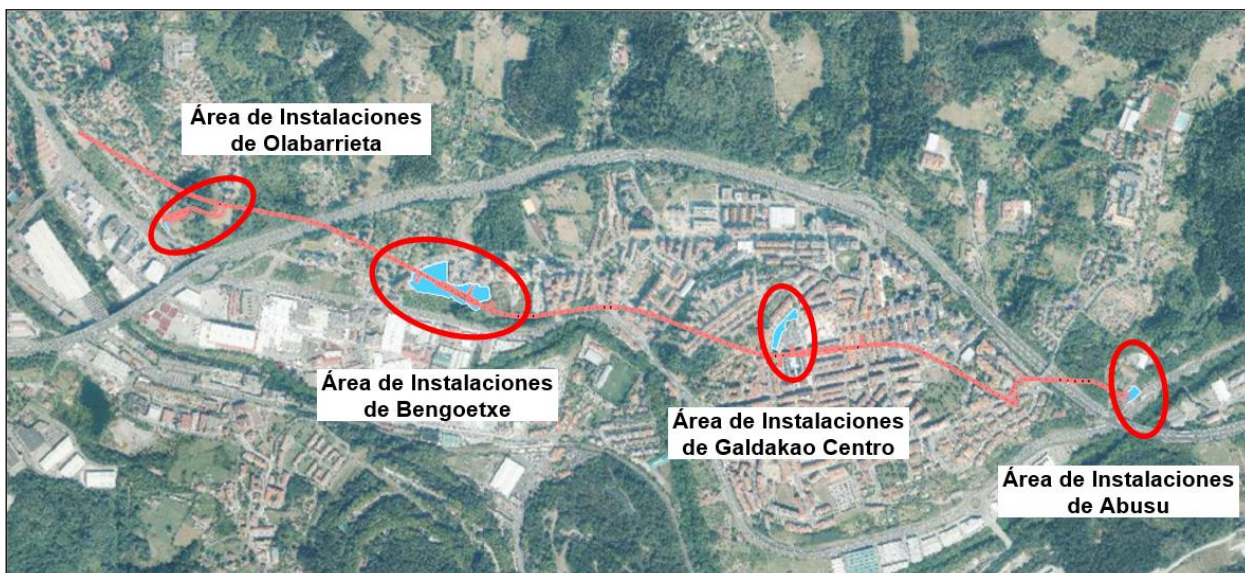 Área de Instalaciones
de Olabarrieta
Área de Instalaciones
de Bengoetxe
Área de Instalaciones
de Galdakao Centro
Área de Instalaciones
de Abusu